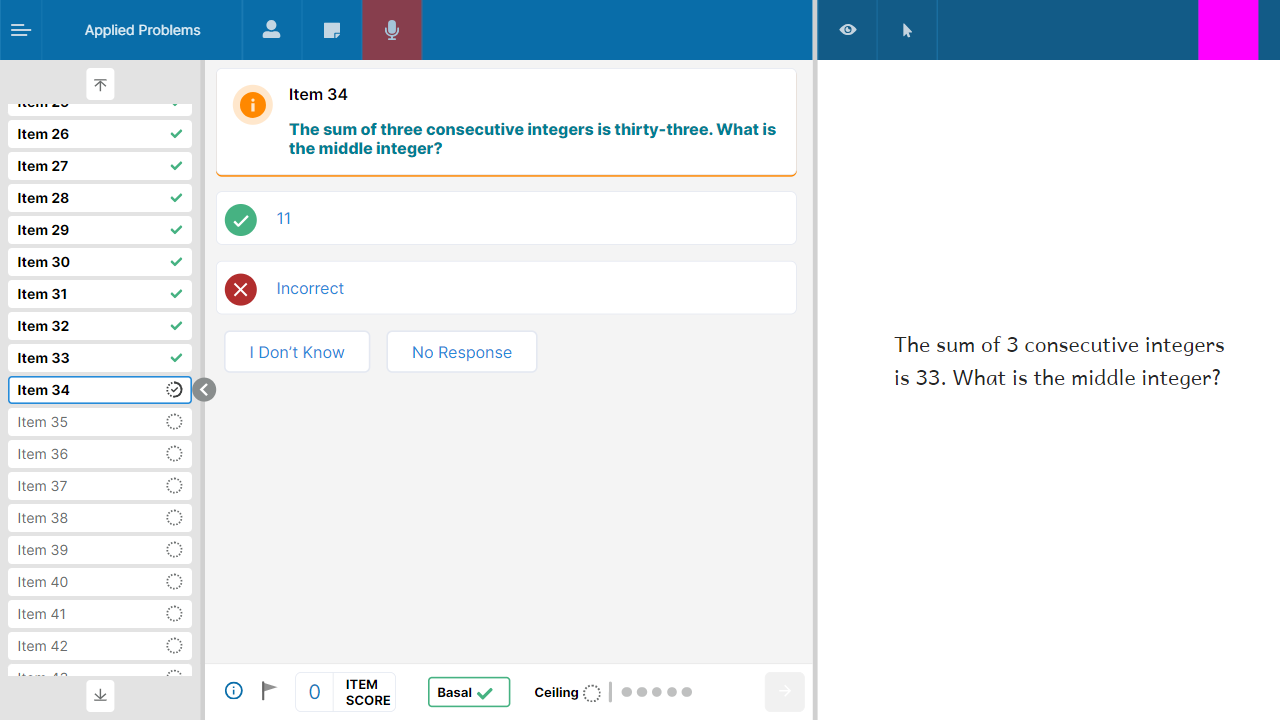 Applied Problems
Item 26
Item 27
Item 28
Item 29
Item 30
Item 31
Item 32
Item 33
Item 34
Item 35
Item 36
Item 37
Item 38
Item 39
Item 40
Item 41
Item 42
Item 34
The sum of three consecutive integers is thirty-three. What is
the middle integer?
11
Incorrect
I Don’t Know
No Response
0
ITEM
SCORE
Basal
Ceiling
The sum of 3 consecutive integers
is 33. What is the middle integer?